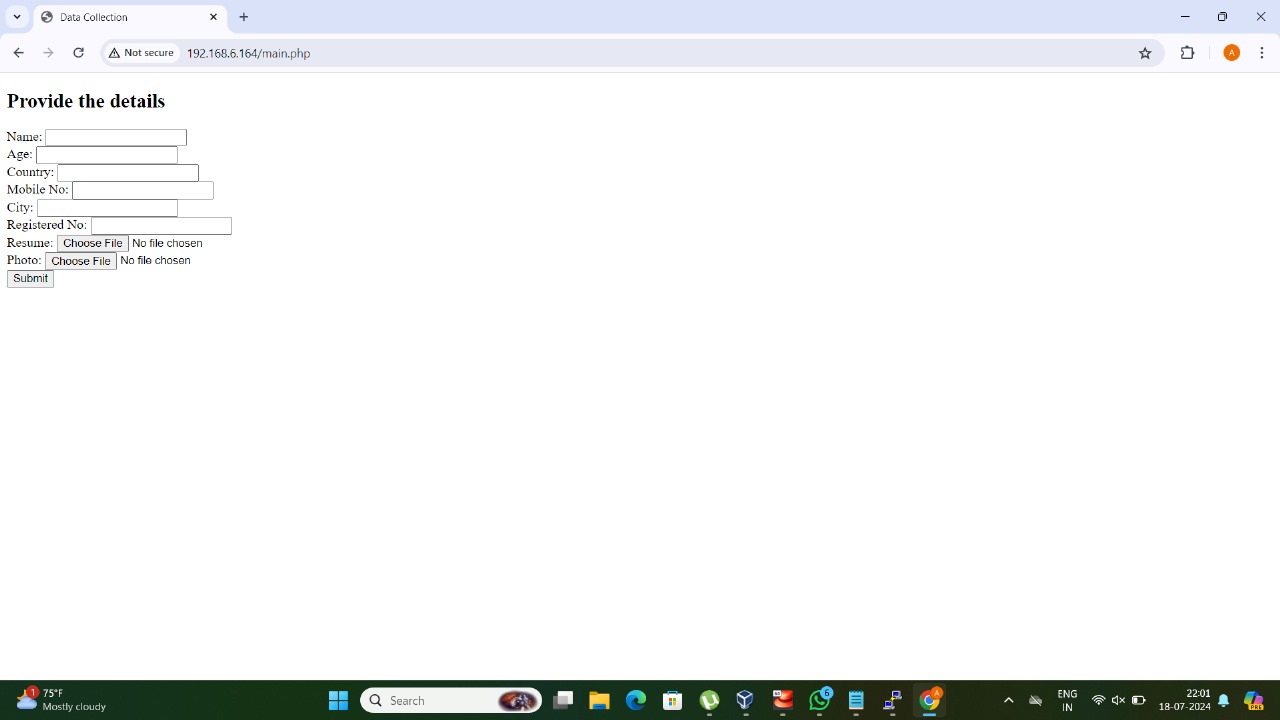 Data Collection
Not secure 192.168.6.164/main.php A
Provide the details
Name:
Age:
Country:
Mobile No:
City:
Registered No:
Resume: Choose File No file chosen
Photo: Choose File No file chosen
Submit
1 75°F
Mostly cloudy
Search
6
A
ENG
IN
22:01
18-07-2024
PRE